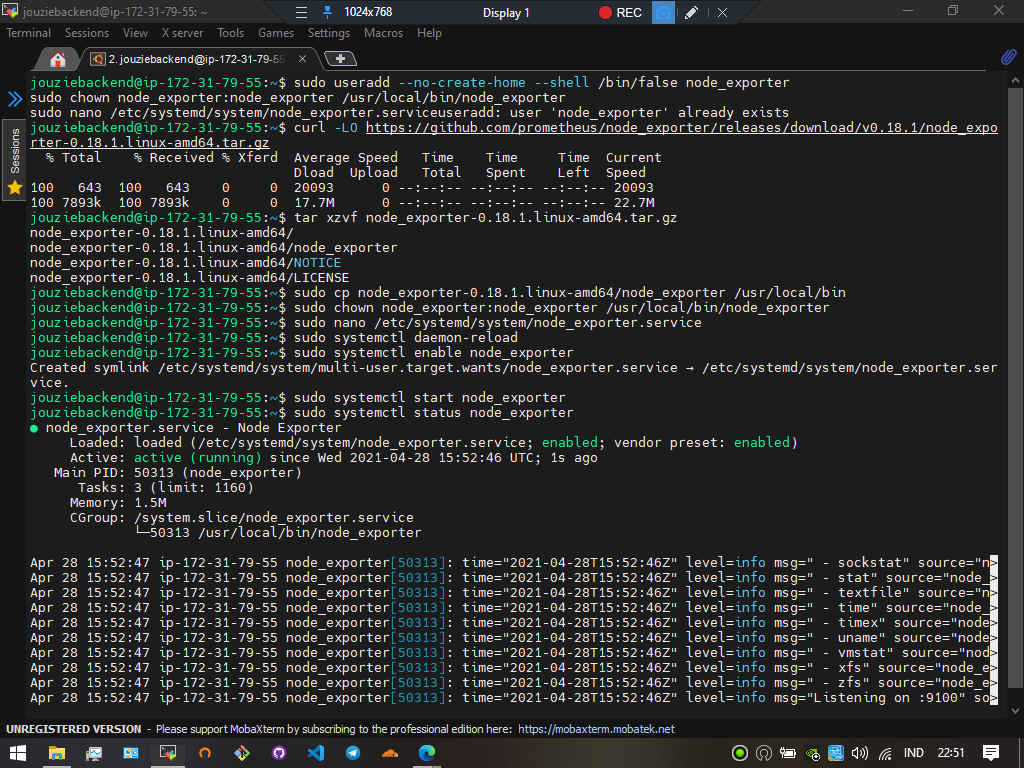 jouziebackend@ip-172-31-79-55: ~
1024x768
Display 1
REC
Terminal Sessions View X server Tools Games Settings Macros Help
2. jouziebackend@ip-172-31-79-55
Sessions
jouziebackend@ip-172-31-79-55:~$ sudo useradd --no-create-home --shell /bin/false node_exporter
sudo chown node_exporter:node_exporter /usr/local/bin/node_exporter
sudo nano /etc/systemd/system/node_exporter.serviceuseradd: user 'node_exporter' already exists
jouziebackend@ip-172-31-79-55:~$ curl -LO https://github.com/prometheus/node_exporter/releases/download/v0.18.1/node_expo
rter-0.18.1.linux-amd64.tar.gz
% Total % Received % Xferd Average Speed Time Time Time Current
Dload Upload Total Spent Left Speed
100 643 100 643 0 0 20093 0 --:--:-- --:--:-- --:--:-- 20093
100 7893k 100 7893k 0 0 17.7M 0 --:--:-- --:--:-- --:--:-- 22.7M
jouziebackend@ip-172-31-79-55:~$ tar xzvf node_exporter-0.18.1.linux-amd64.tar.gz
node_exporter-0.18.1.linux-amd64/
node_exporter-0.18.1.linux-amd64/node_exporter
node_exporter-0.18.1.linux-amd64/NOTICE
node_exporter-0.18.1.linux-amd64/LICENSE
jouziebackend@ip-172-31-79-55:~$ sudo cp node_exporter-0.18.1.linux-amd64/node_exporter /usr/local/bin
jouziebackend@ip-172-31-79-55:~$ sudo chown node_exporter:node_exporter /usr/local/bin/node_exporter
jouziebackend@ip-172-31-79-55:~$ sudo nano /etc/systemd/system/node_exporter.service
jouziebackend@ip-172-31-79-55:~$ sudo systemctl daemon-reload
jouziebackend@ip-172-31-79-55:~$ sudo systemctl enable node_exporter
Created symlink /etc/systemd/system/multi-user.target.wants/node_exporter.service → /etc/systemd/system/node_exporter.ser
vice.
jouziebackend@ip-172-31-79-55:~$ sudo systemctl start node_exporter
jouziebackend@ip-172-31-79-55:~$ sudo systemctl status node_exporter
● node_exporter.service - Node Exporter
Loaded: loaded (/etc/systemd/system/node_exporter.service; enabled; vendor preset: enabled)
Active: active (running) since Wed 2021-04-28 15:52:46 UTC; 1s ago
Main PID: 50313 (node_exporter)
Tasks: 3 (limit: 1160)
Memory: 1.5M
CGroup: /system.slice/node_exporter.service
└─50313 /usr/local/bin/node_exporter
Apr 28 15:52:47 ip-172-31-79-55 node_exporter[50313]: time="2021-04-28T15:52:46Z" level=info msg=" - sockstat" source="n>
Apr 28 15:52:47 ip-172-31-79-55 node_exporter[50313]: time="2021-04-28T15:52:46Z" level=info msg=" - stat" source="node_>
Apr 28 15:52:47 ip-172-31-79-55 node_exporter[50313]: time="2021-04-28T15:52:46Z" level=info msg=" - textfile" source="n>
Apr 28 15:52:47 ip-172-31-79-55 node_exporter[50313]: time="2021-04-28T15:52:46Z" level=info msg=" - time" source="node_>
Apr 28 15:52:47 ip-172-31-79-55 node_exporter[50313]: time="2021-04-28T15:52:46Z" level=info msg=" - timex" source="node>
Apr 28 15:52:47 ip-172-31-79-55 node_exporter[50313]: time="2021-04-28T15:52:46Z" level=info msg=" - uname" source="node>
Apr 28 15:52:47 ip-172-31-79-55 node_exporter[50313]: time="2021-04-28T15:52:46Z" level=info msg=" - vmstat" source="nod>
Apr 28 15:52:47 ip-172-31-79-55 node_exporter[50313]: time="2021-04-28T15:52:46Z" level=info msg=" - xfs" source="node_e>
Apr 28 15:52:47 ip-172-31-79-55 node_exporter[50313]: time="2021-04-28T15:52:46Z" level=info msg=" - zfs" source="node_e>
Apr 28 15:52:47 ip-172-31-79-55 node_exporter[50313]: time="2021-04-28T15:52:46Z" level=info msg="Listening on :9100" so>
UNREGISTERED VERSION - Please support MobaXterm by subscribing to the professional edition here: https://mobaxterm.mobatek.net
IND 22:51